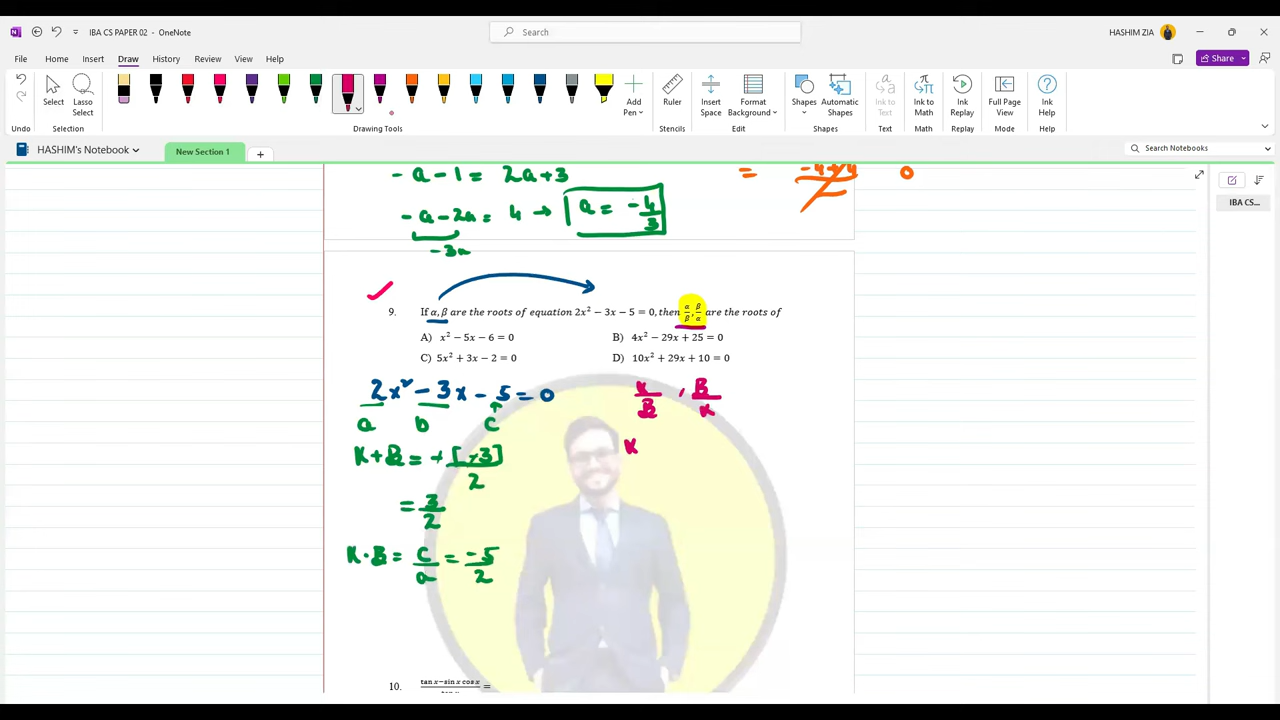 IBA CS PAPER 02 - OneNote
Search
HASHIM ZIA
File Home Insert Draw History Review View Help
Share
Select
Lasso Select
Add Pen
Ruler
Insert Space
Format Background
Shapes
Automatic Shapes
Ink to Text
Ink to Math
Ink Replay
Full Page View
Ink Help
Undo
Selection
Drawing Tools
Stencils
Edit
Shapes
Text
Math
Replay
Mode
Help
HASHIM's Notebook
New Section 1
Search Notebooks
IBA CS...
-a-1 = 2a+3
=
0
-a-2a = 4 → a = -4/3
-3a
9. If α, β are the roots of equation 2x² − 3x − 5 = 0, then α/β, β/α are the roots of
A) x² − 5x − 6 = 0
B) 4x² − 29x + 25 = 0
C) 5x² + 3x − 2 = 0
D) 10x² + 29x + 10 = 0
2x² - 3x - 5 = 0
α/β , β/α
a b c
α
α+β = +[-3]/2
= 3/2
α·β = c/a = -5/2
10. tan x−sin x cos x